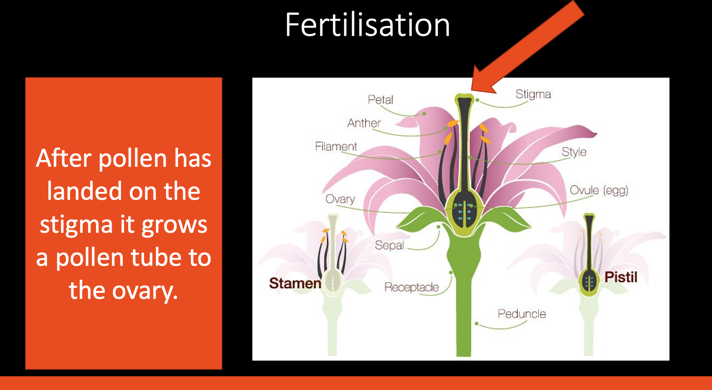 Fertilisation
After pollen has
landed on the
stigma it grows
a pollen tube to
the ovary.
Petal
Stigma
Anther
Filament
Style
Ovary
Ovule (egg)
Sepal
Stamen
Receptacle
Pistil
Peduncle